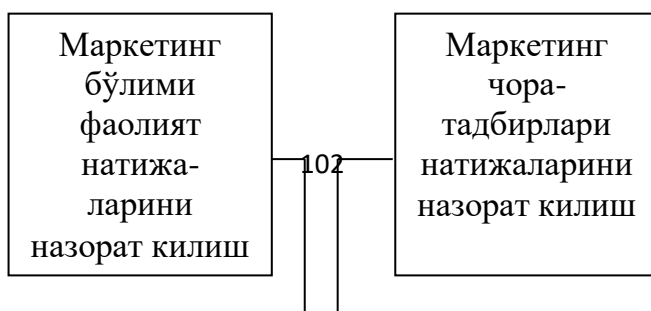 Маркетинг
бўлими
фаолият
натижа-
ларини
назорат килиш
102
Маркетинг
чора-
тадбирлари
натижаларини
назорат килиш